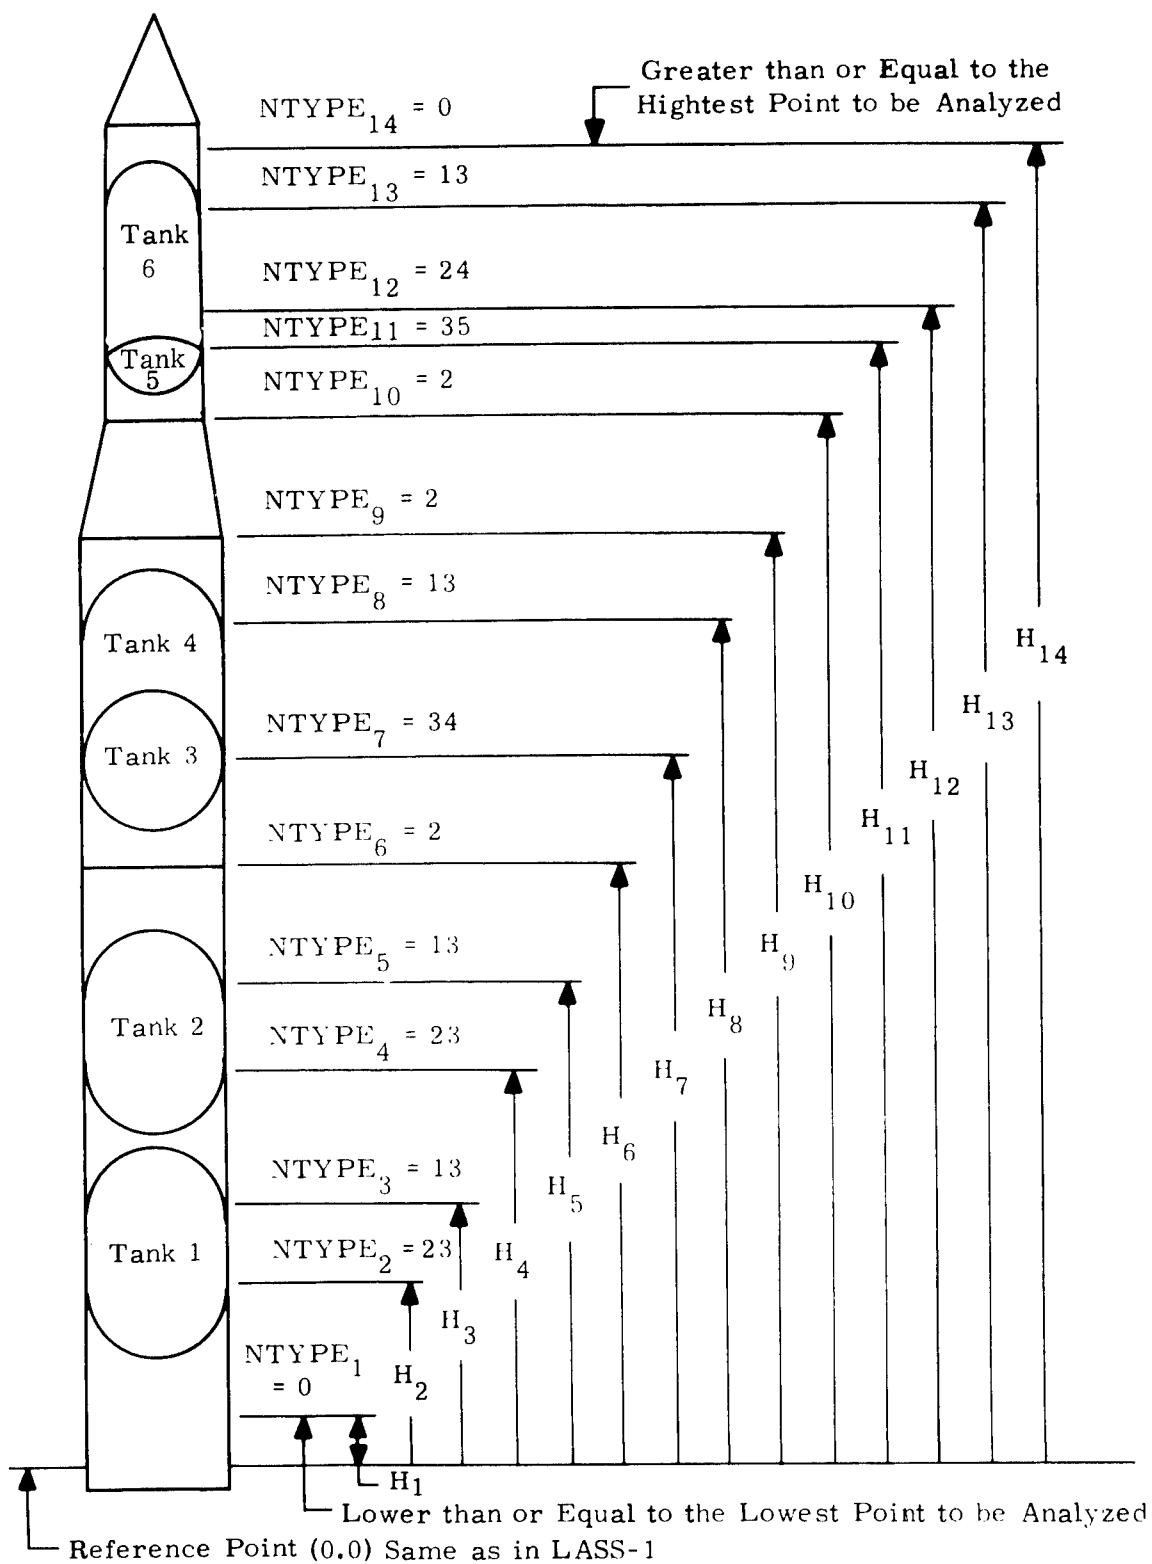 Greater than or Equal to the
Highest Point to be Analyzed
NTYPE14 = 0
NTYPE13 = 13
Tank
6
NTYPE12 = 24
NTYPE11 = 35
Tank
5
NTYPE10 = 2
NTYPE9 = 2
NTYPE8 = 13
Tank 4
H14
H13
NTYPE7 = 34
Tank 3
H12
H11
NTYPE6 = 2
H10
NTYPE5 = 13
H9
H8
Tank 2
NTYPE4 = 23
H7
H6
NTYPE3 = 13
H5
Tank 1
NTYPE2 = 23
H4
H3
NTYPE1
= 0
H2
H1
Lower than or Equal to the Lowest Point to be Analyzed
Reference Point (0.0) Same as in LASS-1